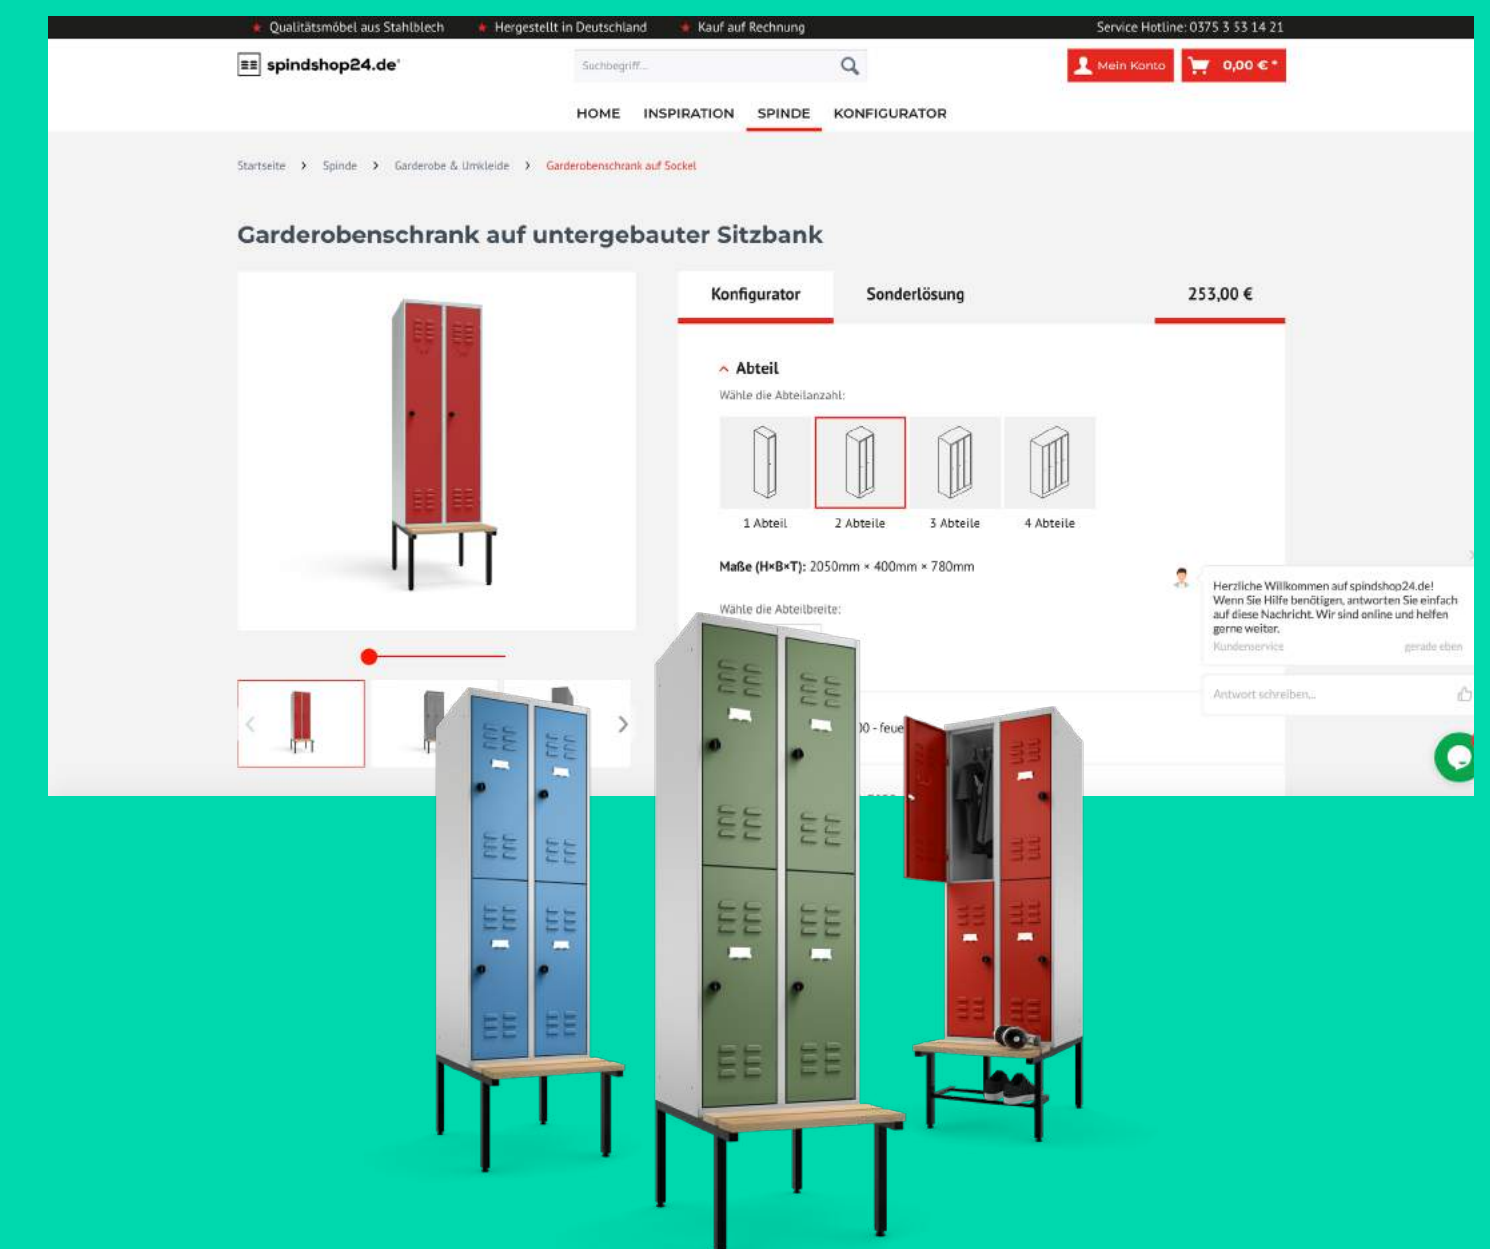 ★ Qualitätsmöbel aus Stahlblech ★ Hergestellt in Deutschland ★ Kauf auf Rechnung Service Hotline: 0375 3 53 14 21
spindshop24.de® Suchbegriff... Mein Konto 0,00 € *
HOME INSPIRATION SPINDE KONFIGURATOR
Startseite > Spinde > Garderobe & Umkleide > Garderobenschrank auf Sockel
Garderobenschrank auf untergebauter Sitzbank
Konfigurator Sonderlösung 253,00 €
Abteil
Wähle die Abteilanzahl:
1 Abteil 2 Abteile 3 Abteile 4 Abteile
Maße (H×B×T): 2050mm × 400mm × 780mm
Wähle die Abteilbreite:
00 - feue
Herzliche Willkommen auf spindshop24.de!
Wenn Sie Hilfe benötigen, antworten Sie einfach
auf diese Nachricht. Wir sind online und helfen
gerne weiter.
Kundenservice gerade eben
Antwort schreiben...